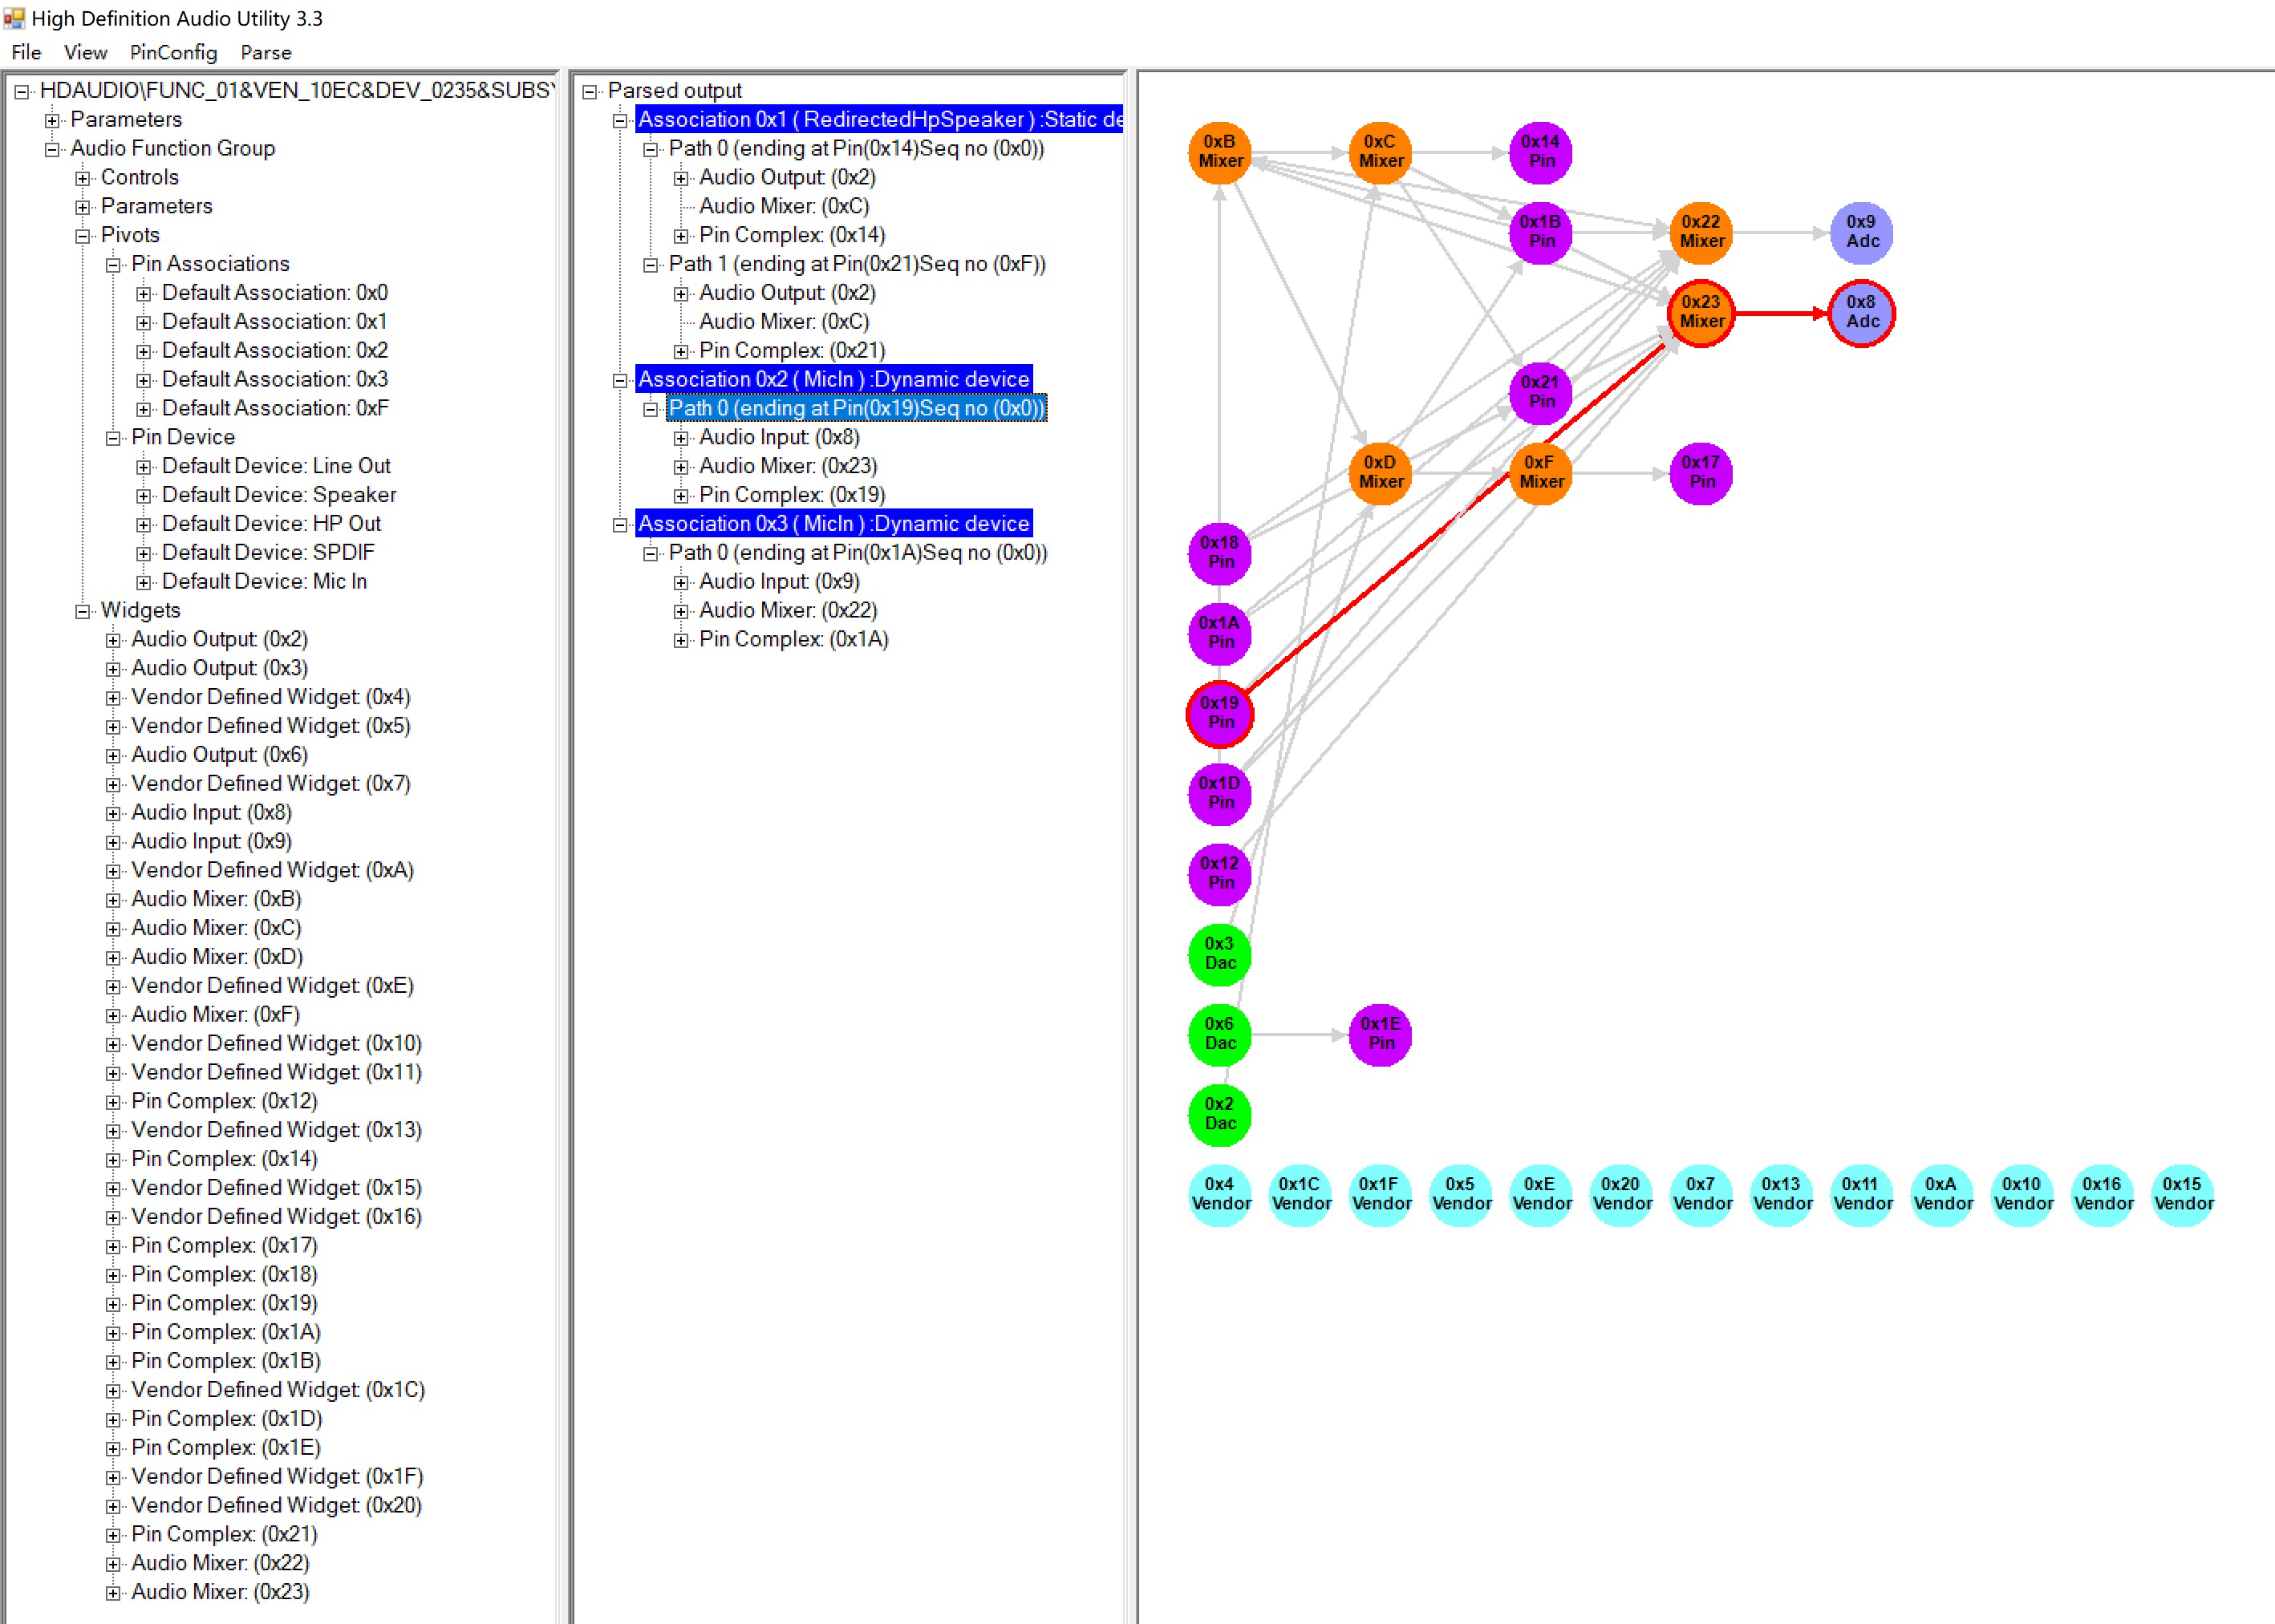 High Definition Audio Utility 3.3
File View PinConfig Parse
HDAUDIO\FUNC_01&VEN_10EC&DEV_0235&SUBSY
Parameters
Audio Function Group
Controls
Parameters
Pivots
Pin Associations
Default Association: 0x0
Default Association: 0x1
Default Association: 0x2
Default Association: 0x3
Default Association: 0xF
Pin Device
Default Device: Line Out
Default Device: Speaker
Default Device: HP Out
Default Device: SPDIF
Default Device: Mic In
Widgets
Audio Output: (0x2)
Audio Output: (0x3)
Vendor Defined Widget: (0x4)
Vendor Defined Widget: (0x5)
Audio Output: (0x6)
Vendor Defined Widget: (0x7)
Audio Input: (0x8)
Audio Input: (0x9)
Vendor Defined Widget: (0xA)
Audio Mixer: (0xB)
Audio Mixer: (0xC)
Audio Mixer: (0xD)
Vendor Defined Widget: (0xE)
Audio Mixer: (0xF)
Vendor Defined Widget: (0x10)
Vendor Defined Widget: (0x11)
Pin Complex: (0x12)
Vendor Defined Widget: (0x13)
Pin Complex: (0x14)
Vendor Defined Widget: (0x15)
Vendor Defined Widget: (0x16)
Pin Complex: (0x17)
Pin Complex: (0x18)
Pin Complex: (0x19)
Pin Complex: (0x1A)
Pin Complex: (0x1B)
Vendor Defined Widget: (0x1C)
Pin Complex: (0x1D)
Pin Complex: (0x1E)
Vendor Defined Widget: (0x1F)
Vendor Defined Widget: (0x20)
Pin Complex: (0x21)
Audio Mixer: (0x22)
Audio Mixer: (0x23)
Parsed output
Association 0x1 ( RedirectedHpSpeaker ) :Static de
Path 0 (ending at Pin(0x14)Seq no (0x0))
Audio Output: (0x2)
Audio Mixer: (0xC)
Pin Complex: (0x14)
Path 1 (ending at Pin(0x21)Seq no (0xF))
Audio Output: (0x2)
Audio Mixer: (0xC)
Pin Complex: (0x21)
Association 0x2 ( MicIn ) :Dynamic device
Path 0 (ending at Pin(0x19)Seq no (0x0))
Audio Input: (0x8)
Audio Mixer: (0x23)
Pin Complex: (0x19)
Association 0x3 ( MicIn ) :Dynamic device
Path 0 (ending at Pin(0x1A)Seq no (0x0))
Audio Input: (0x9)
Audio Mixer: (0x22)
Pin Complex: (0x1A)
0xB
Mixer
0xC
Mixer
0x14
Pin
0x1B
Pin
0x22
Mixer
0x9
Adc
0x23
Mixer
0x8
Adc
0x21
Pin
0xD
Mixer
0xF
Mixer
0x17
Pin
0x18
Pin
0x1A
Pin
0x19
Pin
0x1D
Pin
0x12
Pin
0x3
Dac
0x6
Dac
0x1E
Pin
0x2
Dac
0x4
Vendor
0x1C
Vendor
0x1F
Vendor
0x5
Vendor
0xE
Vendor
0x20
Vendor
0x7
Vendor
0x13
Vendor
0x11
Vendor
0xA
Vendor
0x10
Vendor
0x16
Vendor
0x15
Vendor